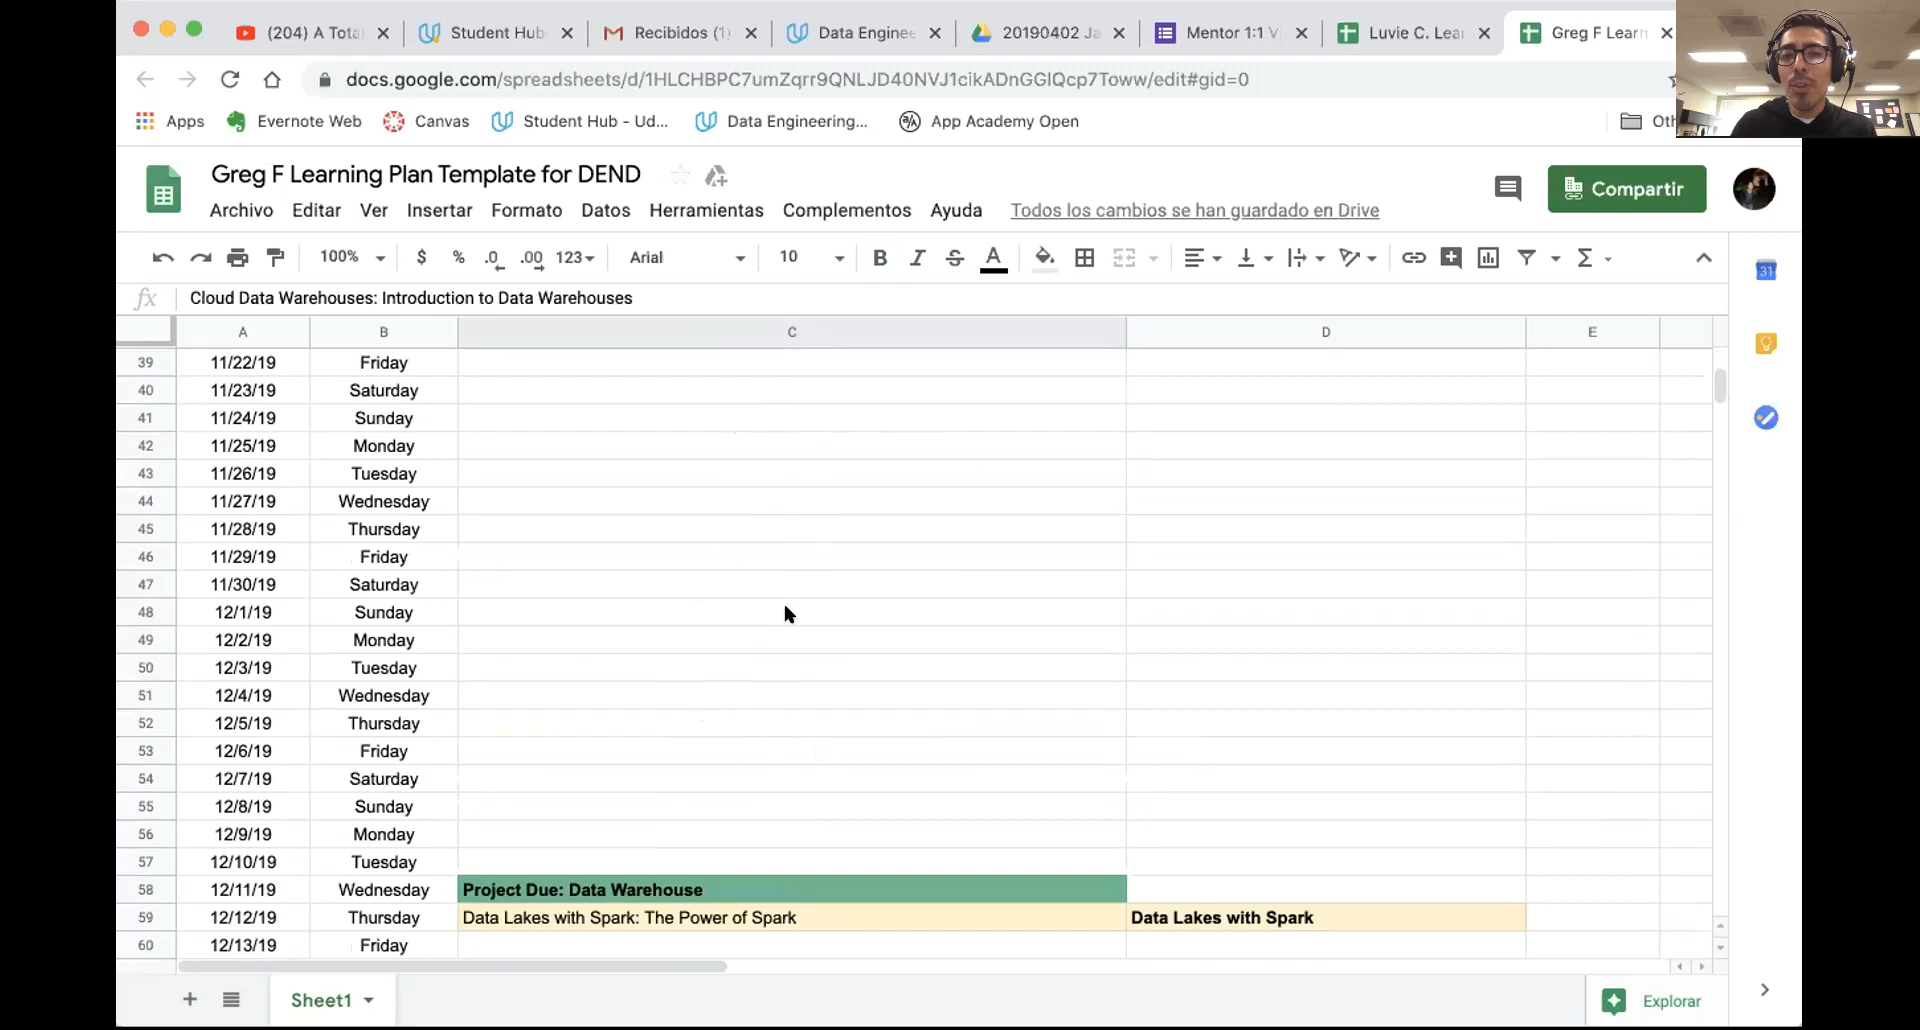 (204) A Tota
Student Hub
Recibidos (1)
Data Enginee
20190402 Ja
Mentor 1:1 V
Luvie C. Lea
Greg F Learn
docs.google.com/spreadsheets/d/1HLCHBPC7umZqrr9QNLJD40NVJ1cikADnGGlQcp7Toww/edit#gid=0
Apps
Evernote Web
Canvas
Student Hub - Ud...
Data Engineering...
App Academy Open
Greg F Learning Plan Template for DEND
Compartir
Archivo Editar Ver Insertar Formato Datos Herramientas Complementos Ayuda Todos los cambios se han guardado en Drive
100% $ % .0 .00 123 Arial 10 B I S A Σ
31
fx Cloud Data Warehouses: Introduction to Data Warehouses
A B C D E
39 11/22/19 Friday
40 11/23/19 Saturday
41 11/24/19 Sunday
42 11/25/19 Monday
43 11/26/19 Tuesday
44 11/27/19 Wednesday
45 11/28/19 Thursday
46 11/29/19 Friday
47 11/30/19 Saturday
48 12/1/19 Sunday
49 12/2/19 Monday
50 12/3/19 Tuesday
51 12/4/19 Wednesday
52 12/5/19 Thursday
53 12/6/19 Friday
54 12/7/19 Saturday
55 12/8/19 Sunday
56 12/9/19 Monday
57 12/10/19 Tuesday
58 12/11/19 Wednesday Project Due: Data Warehouse
59 12/12/19 Thursday Data Lakes with Spark: The Power of Spark Data Lakes with Spark
60 12/13/19 Friday
Sheet1
Explorar